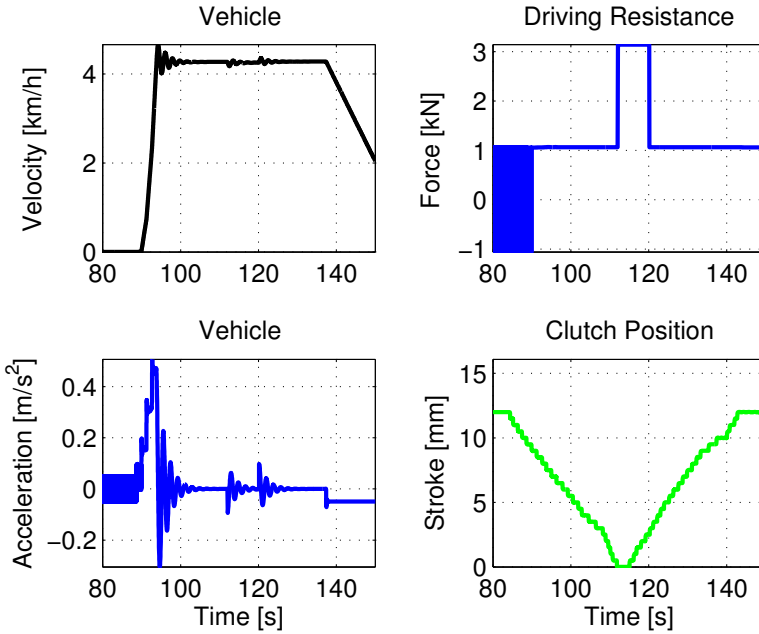 Vehicle
Velocity [km/h]
4
2
0
80 100 120 140
Driving Resistance
Force [kN]
3
2
1
0
−1
80 100 120 140
Vehicle
Acceleration [m/s²]
0.4
0.2
0
−0.2
80 100 120 140
Time [s]
Clutch Position
Stroke [mm]
15
10
5
0
80 100 120 140
Time [s]